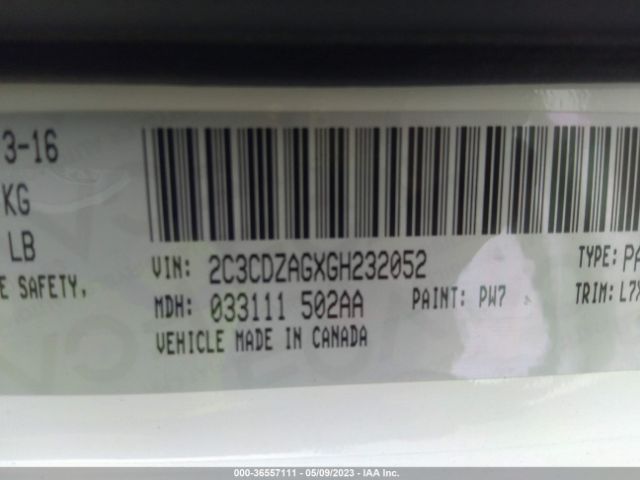 3-16
KG
LB
E SAFETY,
VIN: 2C3CDZAGXGH232052 TYPE: PA
MDH: 033111 502AA PAINT: PW7 TRIM: L7X
VEHICLE MADE IN CANADA
000-36557111 - 05/09/2023 - IAA Inc.